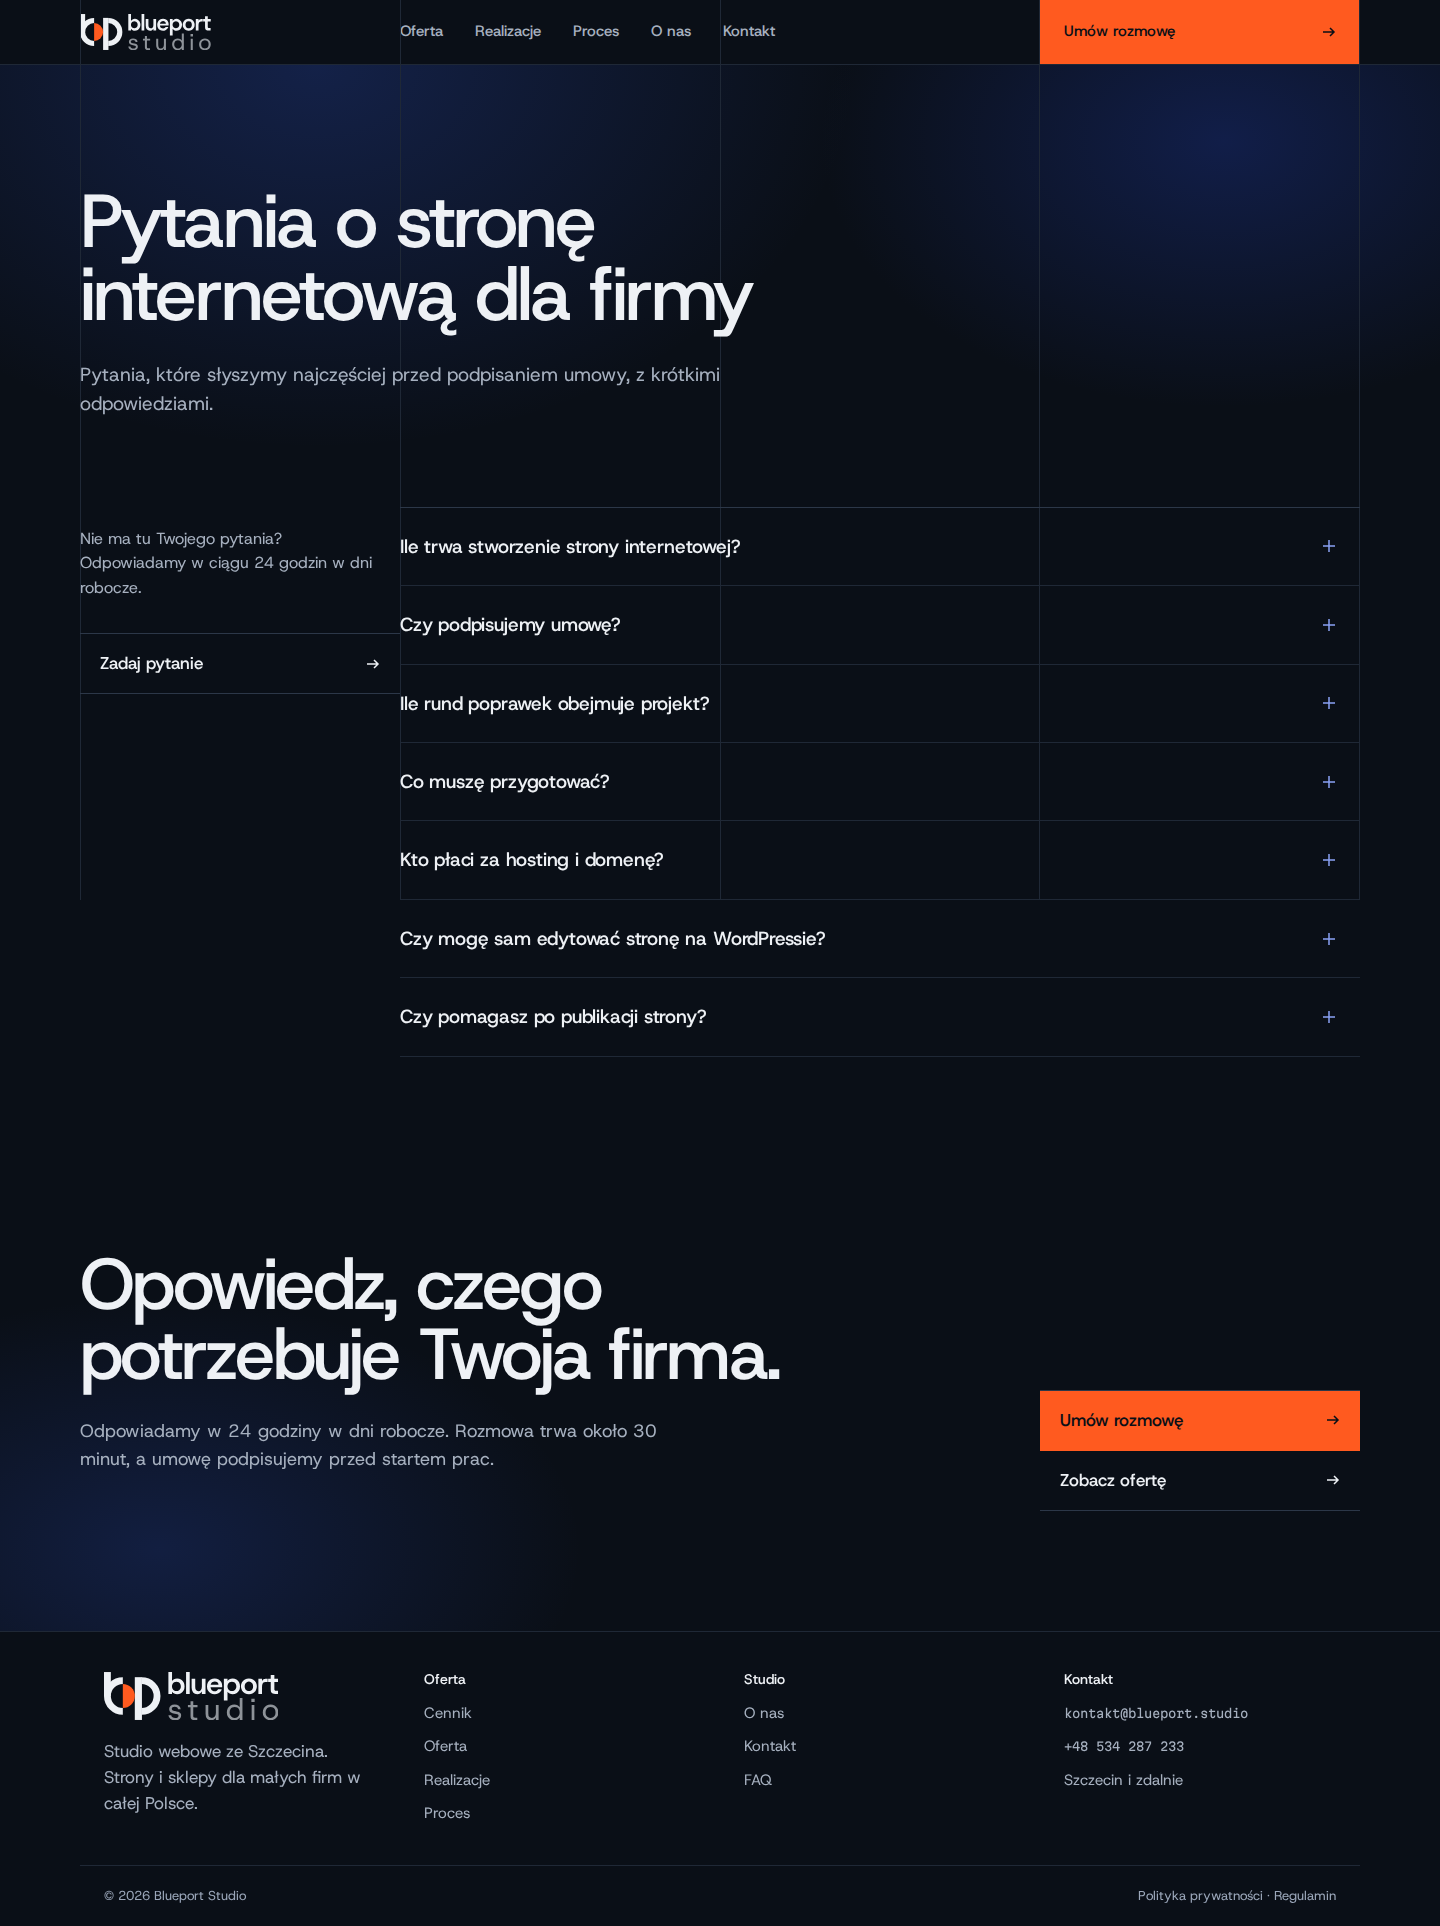 blueport
studio
Oferta
Realizacje
Proces
O nas
Kontakt
Umów rozmowę
Pytania o stronę
internetową dla firmy
Pytania, które słyszymy najczęściej przed podpisaniem umowy, z krótkimi
odpowiedziami.
Nie ma tu Twojego pytania?
Odpowiadamy w ciągu 24 godzin w dni
robocze.
Zadaj pytanie
Ile trwa stworzenie strony internetowej?
Czy podpisujemy umowę?
Ile rund poprawek obejmuje projekt?
Co muszę przygotować?
Kto płaci za hosting i domenę?
Czy mogę sam edytować stronę na WordPressie?
Czy pomagasz po publikacji strony?
Opowiedz, czego
potrzebuje Twoja firma.
Odpowiadamy w 24 godziny w dni robocze. Rozmowa trwa około 30
minut, a umowę podpisujemy przed startem prac.
Umów rozmowę
Zobacz ofertę
blueport
studio
Studio webowe ze Szczecina.
Strony i sklepy dla małych firm w
całej Polsce.
Oferta
Cennik
Oferta
Realizacje
Proces
Studio
O nas
Kontakt
FAQ
Kontakt
kontakt@blueport.studio
+48 534 287 233
Szczecin i zdalnie
© 2026 Blueport Studio
Polityka prywatności · Regulamin